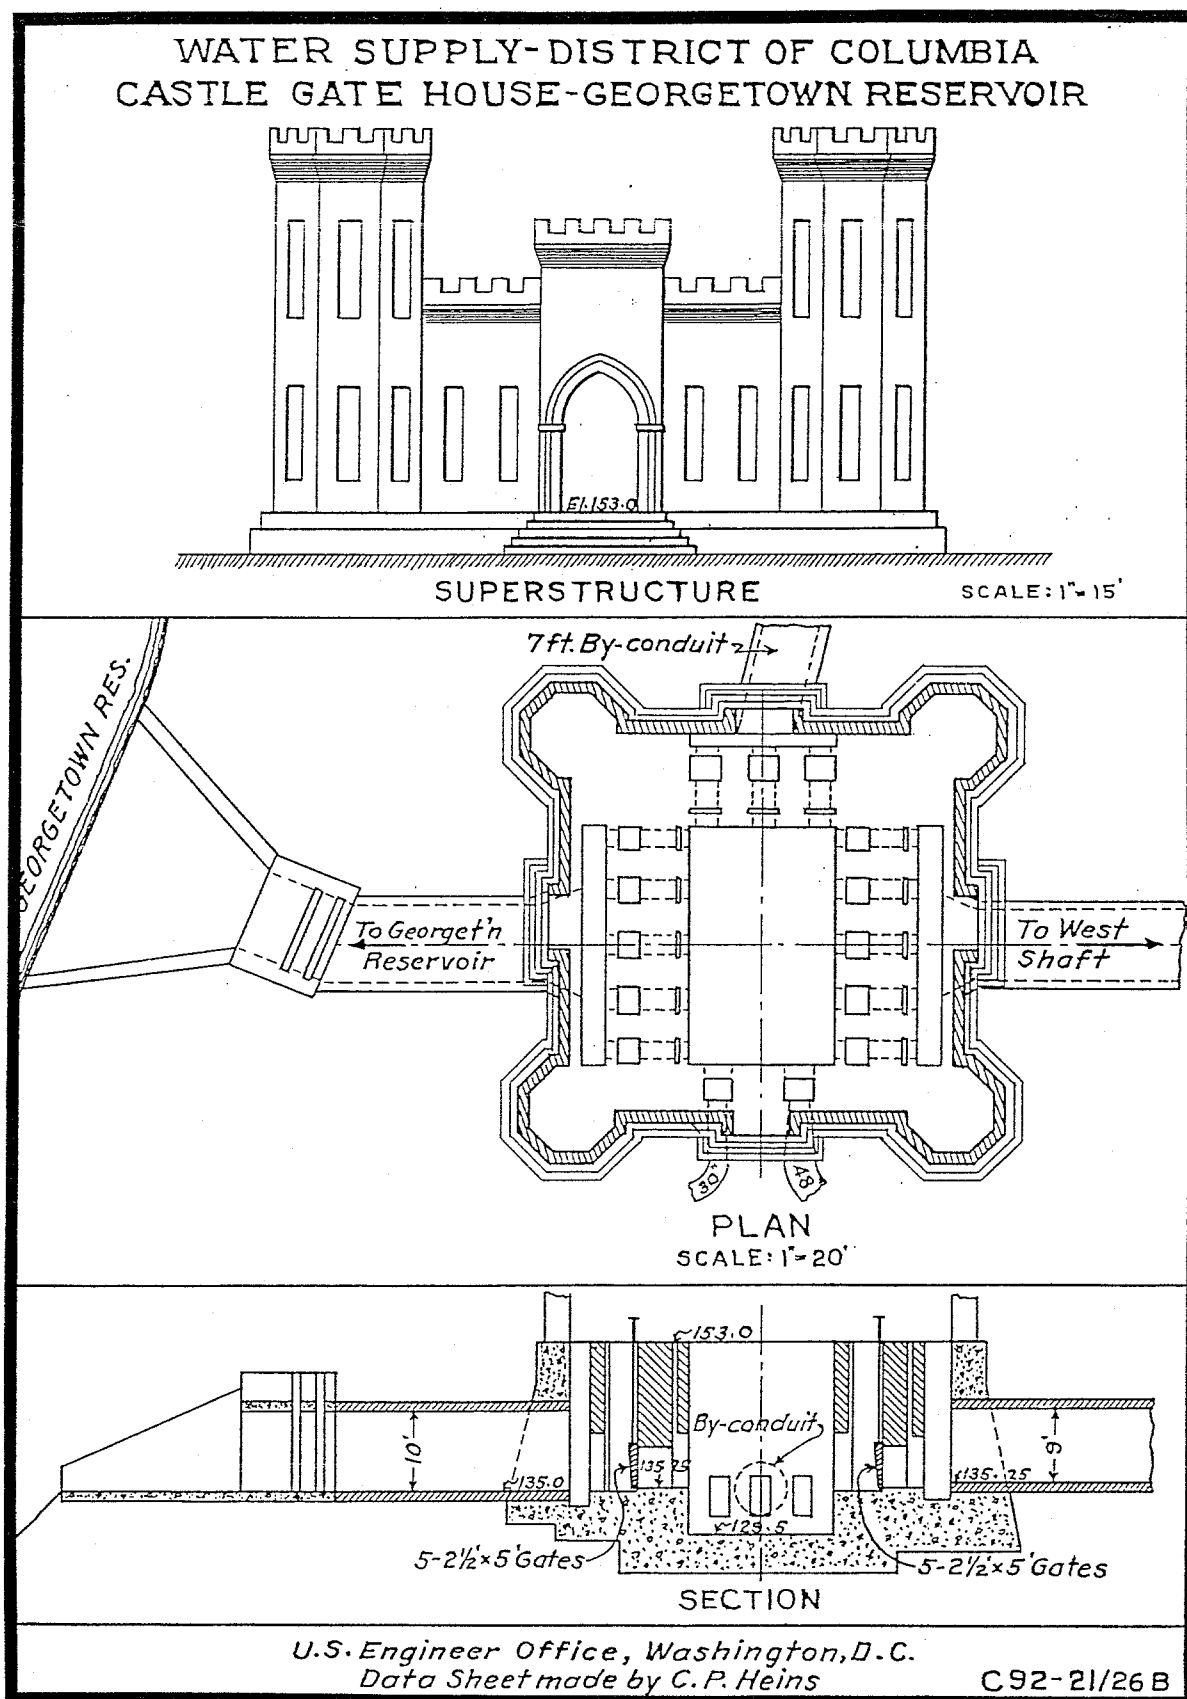 WATER SUPPLY-DISTRICT OF COLUMBIA
CASTLE GATE HOUSE-GEORGETOWN RESERVOIR
El.153.0
SUPERSTRUCTURE
SCALE: 1"=15'
7ft. By-conduit
GEORGETOWN RES.
To Georget'n
Reservoir
To West
Shaft
30"
48
PLAN
SCALE: 1"=20'
153.0
By-conduit
10'
9'
135.0
135.25
135.25
129.5
5-2½'×5' Gates
5-2½'×5' Gates
SECTION
U.S. Engineer Office, Washington, D.C.
Data Sheet made by C.P. Heins
C92-21/26B